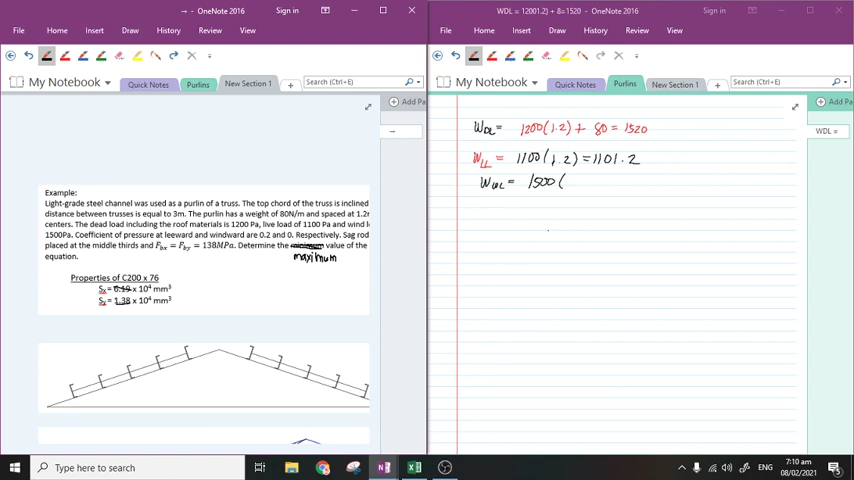 → - OneNote 2016
Sign in
File Home Insert Draw History Review View
My Notebook Quick Notes Purlins New Section 1 Search (Ctrl+E)
Add Pa
→
Example:
Light-grade steel channel was used as a purlin of a truss. The top chord of the truss is inclined
distance between trusses is equal to 3m. The purlin has a weight of 80N/m and spaced at 1.2m
centers. The dead load including the roof materials is 1200 Pa, live load of 1100 Pa and wind l
1500Pa. Coefficient of pressure at leeward and windward are 0.2 and 0. Respectively. Sag rod
placed at the middle thirds and Fbx = Fby = 138MPa. Determine the minimum value of the
equation.
maximum
Properties of C200 x 76
Sx = 6.19 x 10⁴ mm³
Sy = 1.38 x 10⁴ mm³
WDL = 12001.2) + 8=1520 - OneNote 2016
Sign in
File Home Insert Draw History Review View
My Notebook Quick Notes Purlins New Section 1 Search (Ctrl+E)
Add Pa
WDL =
WDL = 1200(1.2) + 80 = 1520
WLL = 1100(1.2) = 1101.2
WWL = 1500(
Type here to search
ENG
7:10 am
08/02/2021